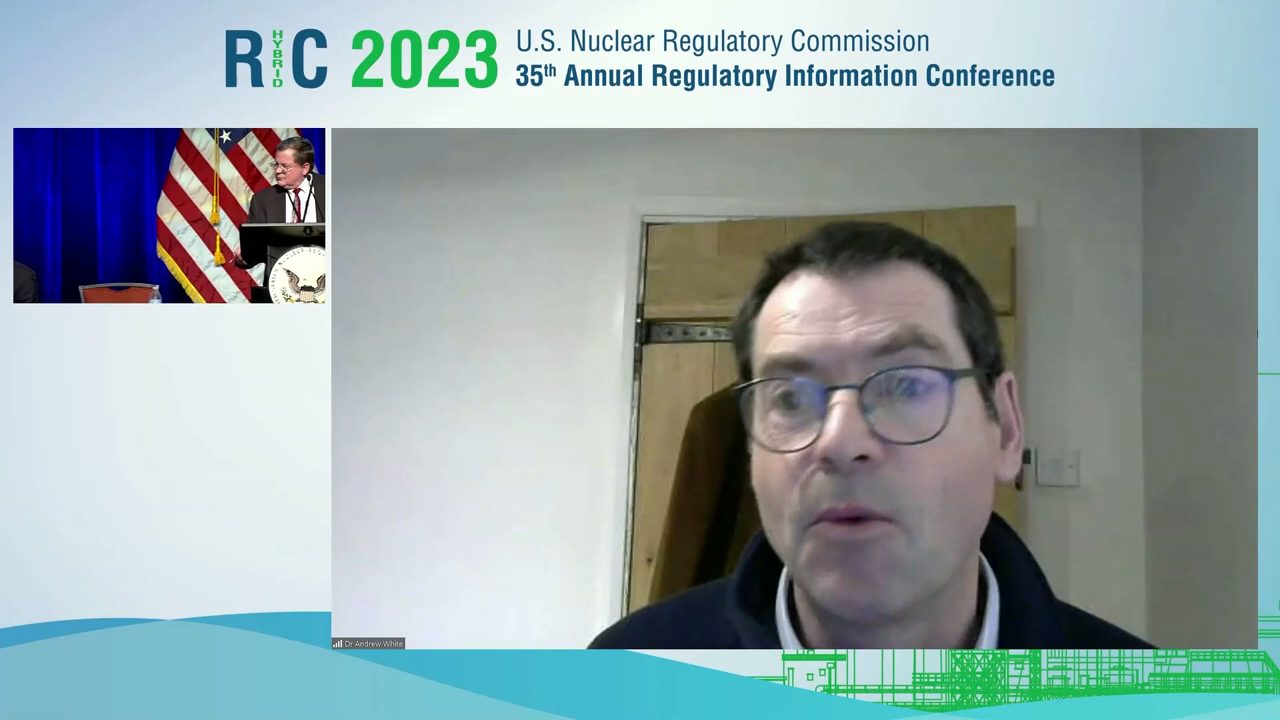 RIC 2023
HYBRID
U.S. Nuclear Regulatory Commission
35th Annual Regulatory Information Conference
Dr Andrew White